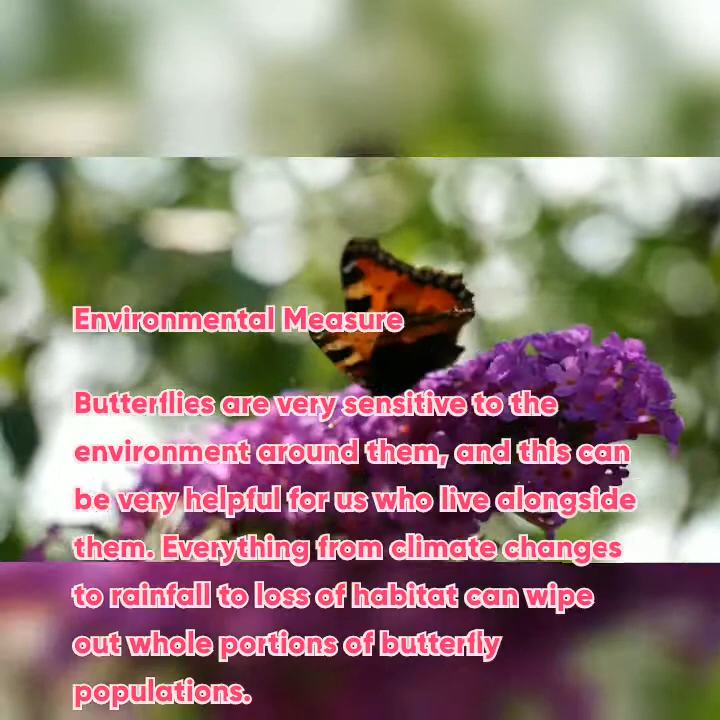 Environmental Measure
Butterflies are very sensitive to the
environment around them, and this can
be very helpful for us who live alongside
them. Everything from climate changes
to rainfall to loss of habitat can wipe
out whole portions of butterfly
populations.